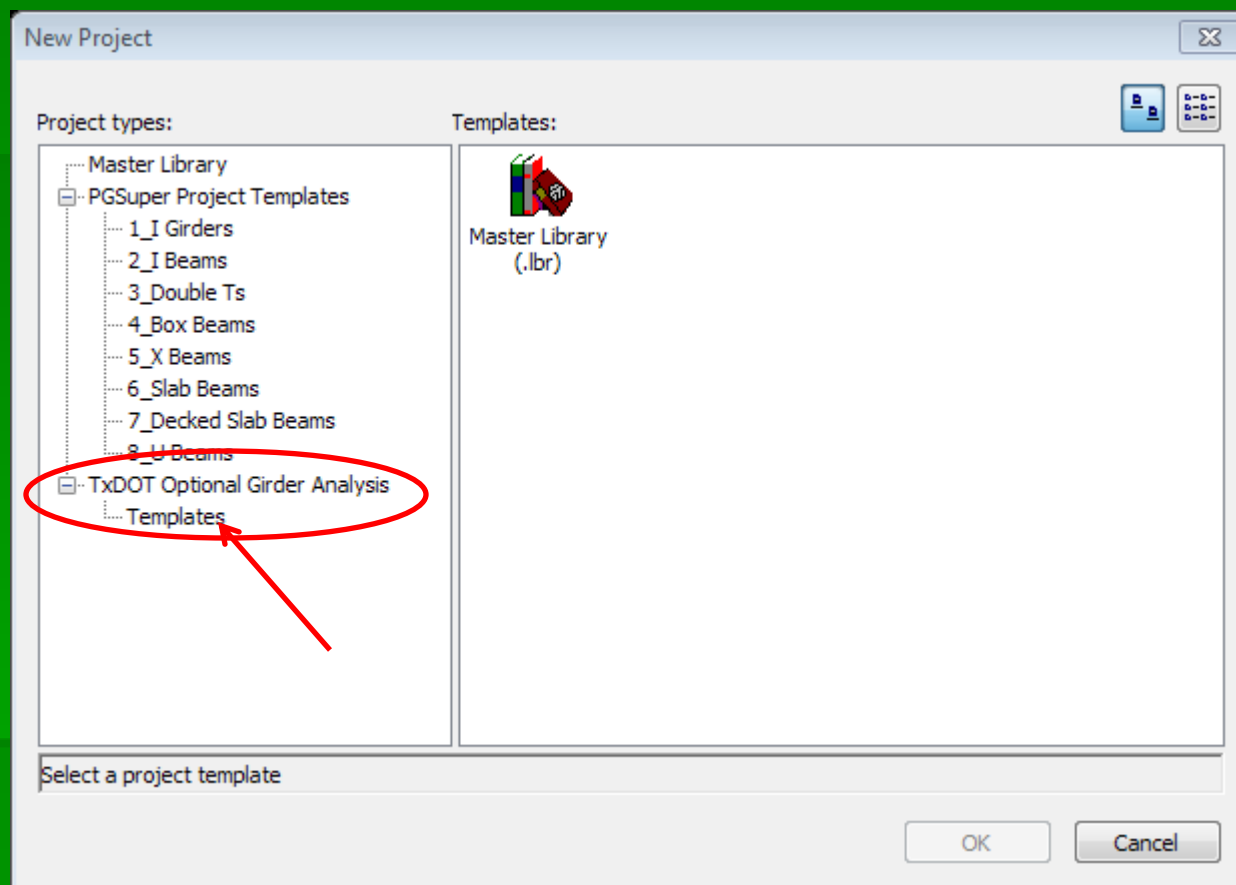 New Project
Project types:
Templates:
Master Library
PGSuper Project Templates
1_I Girders
2_I Beams
3_Double Ts
4_Box Beams
5_X Beams
6_Slab Beams
7_Decked Slab Beams
8_U Beams
TxDOT Optional Girder Analysis
Templates
Master Library
(.lbr)
Select a project template
OK
Cancel